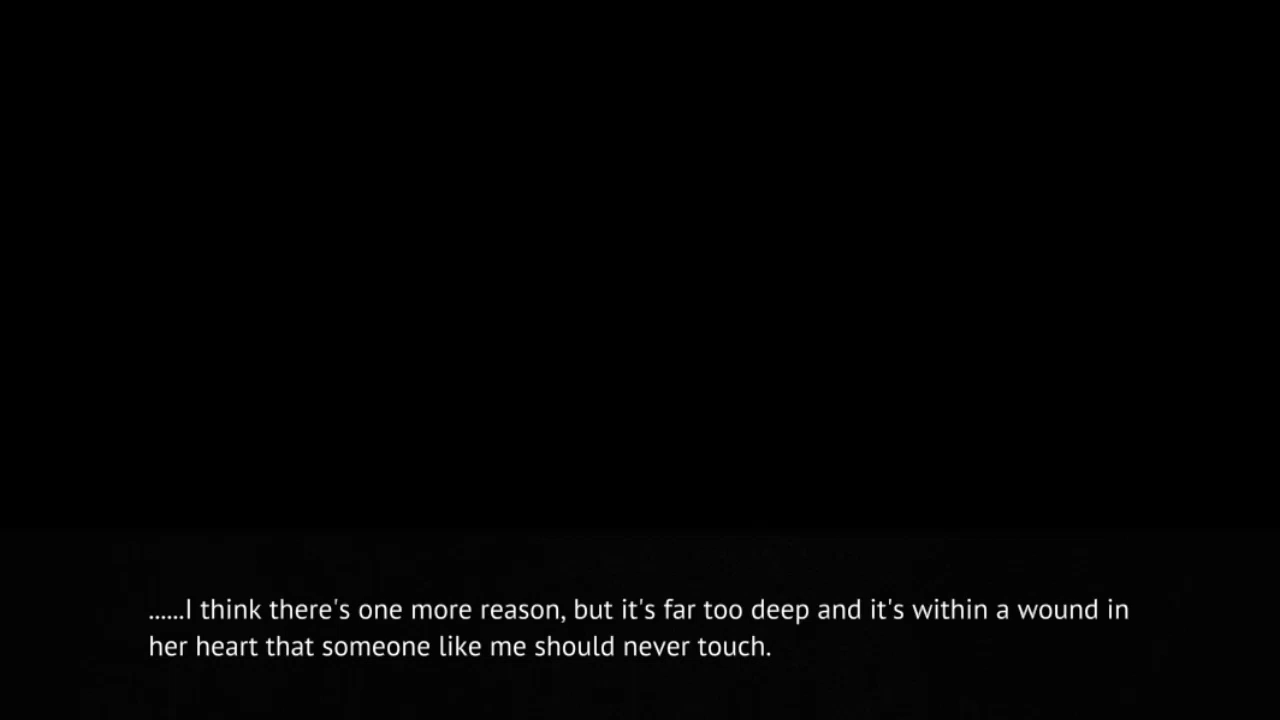 ......I think there's one more reason, but it's far too deep and it's within a wound in
her heart that someone like me should never touch.